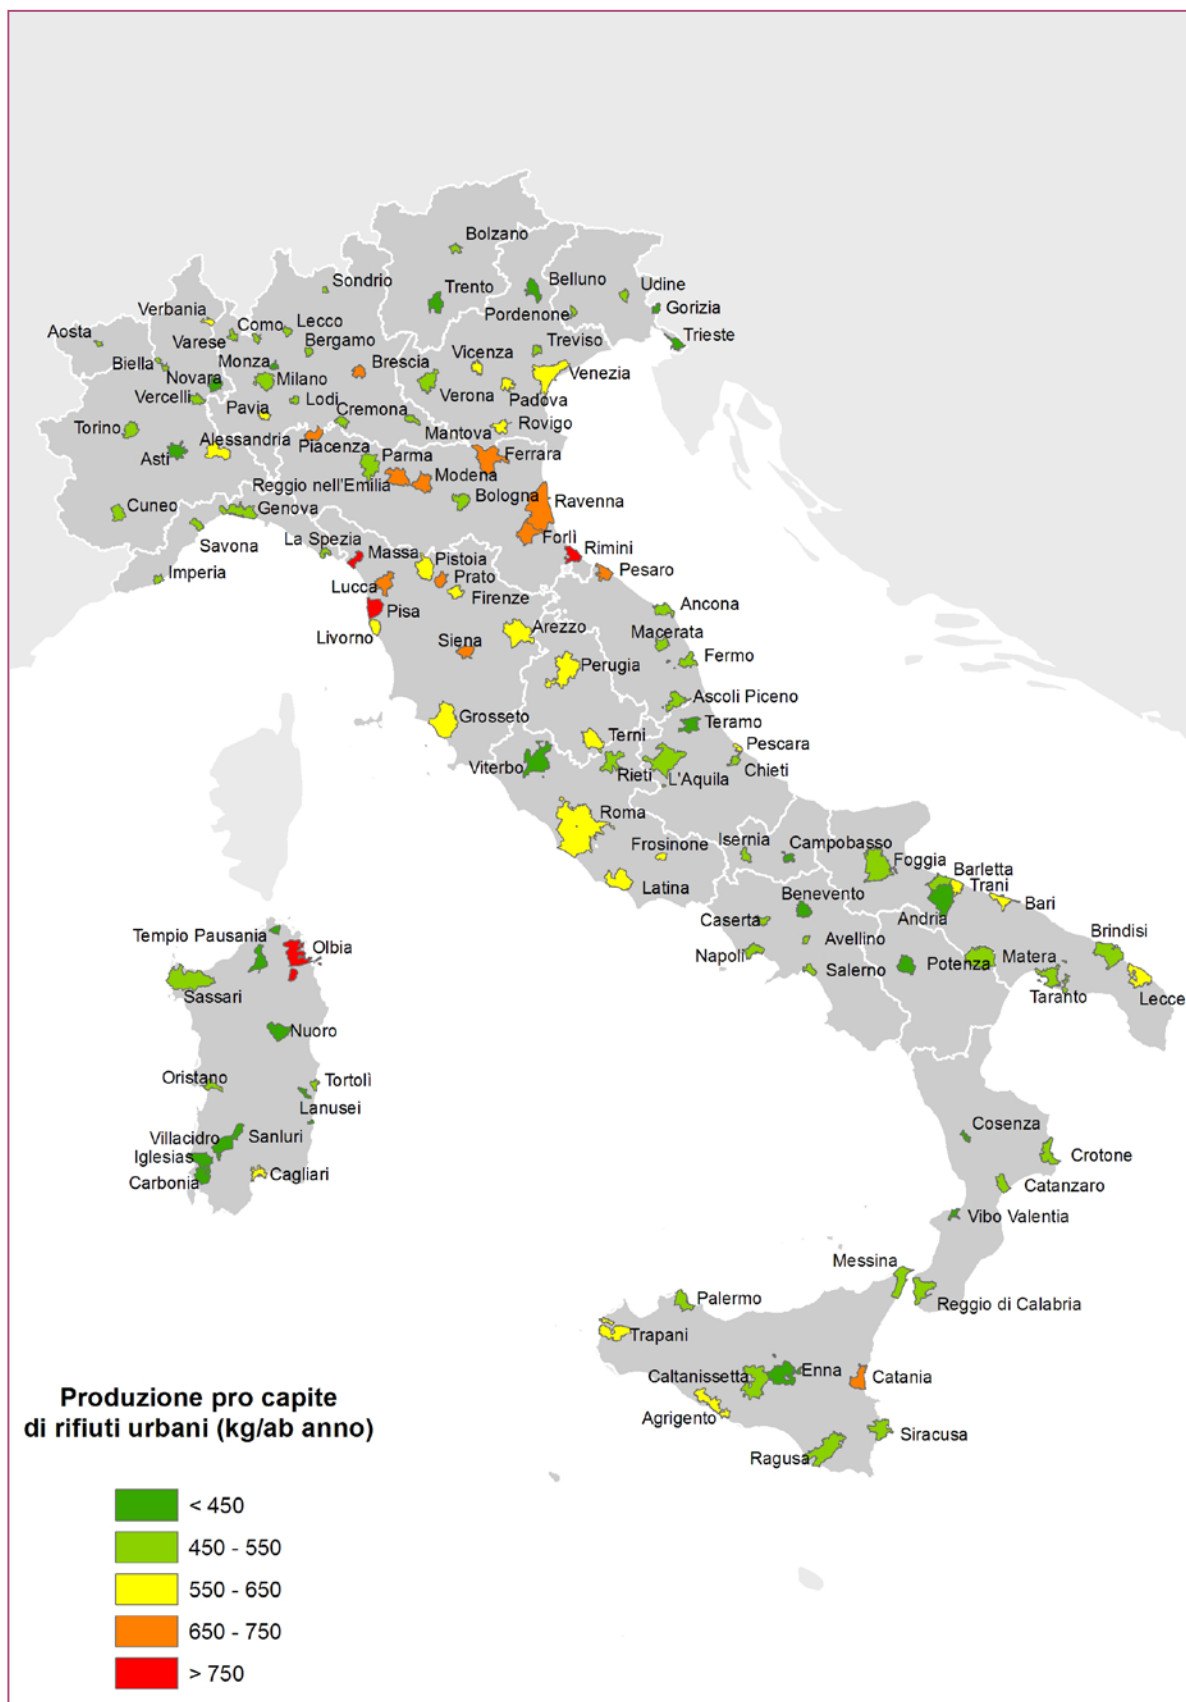 Bolzano
Sondrio
Trento
Belluno
Udine
Pordenone
Gorizia
Verbania
Trieste
Aosta
Como
Lecco
Varese
Bergamo
Treviso
Vicenza
Biella
Monza
Brescia
Venezia
Novara
Milano
Verona
Padova
Vercelli
Lodi
Pavia
Cremona
Mantova
Rovigo
Torino
Alessandria
Piacenza
Asti
Parma
Ferrara
Modena
Reggio nell'Emilia
Bologna
Ravenna
Cuneo
Genova
Savona
La Spezia
Forlì
Rimini
Massa
Pistoia
Imperia
Prato
Pesaro
Lucca
Firenze
Pisa
Ancona
Livorno
Arezzo
Macerata
Siena
Fermo
Perugia
Ascoli Piceno
Grosseto
Teramo
Terni
Pescara
Viterbo
Rieti
L'Aquila
Chieti
Roma
Frosinone
Isernia
Campobasso
Foggia
Barletta
Trani
Latina
Benevento
Bari
Andria
Caserta
Brindisi
Tempio Pausania
Olbia
Avellino
Napoli
Potenza
Matera
Salerno
Sassari
Taranto
Lecce
Nuoro
Oristano
Tortolì
Lanusei
Villacidro
Sanluri
Iglesias
Cagliari
Carbonia
Cosenza
Crotone
Catanzaro
Vibo Valentia
Messina
Palermo
Reggio di Calabria
Trapani
Caltanissetta
Enna
Catania
Agrigento
Siracusa
Ragusa
Produzione pro capite
di rifiuti urbani (kg/ab anno)
< 450
450 - 550
550 - 650
650 - 750
> 750